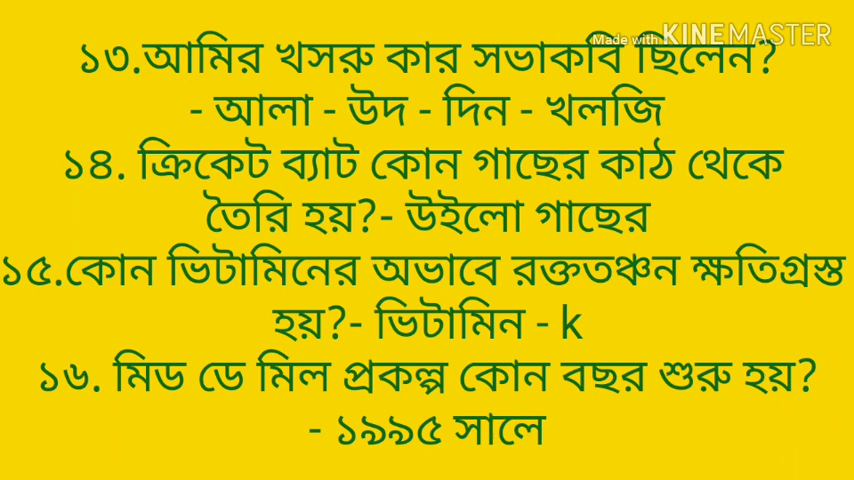 Made with KINEMASTER
১৩.আমির খসরু কার সভাকবি ছিলেন?
- আলা - উদ - দিন - খলজি
১৪. ক্রিকেট ব্যাট কোন গাছের কাঠ থেকে
তৈরি হয়?- উইলো গাছের
১৫.কোন ভিটামিনের অভাবে রক্ততঞ্চন ক্ষতিগ্রস্ত
হয়?- ভিটামিন - k
১৬. মিড ডে মিল প্রকল্প কোন বছর শুরু হয়?
- ১৯৯৫ সালে